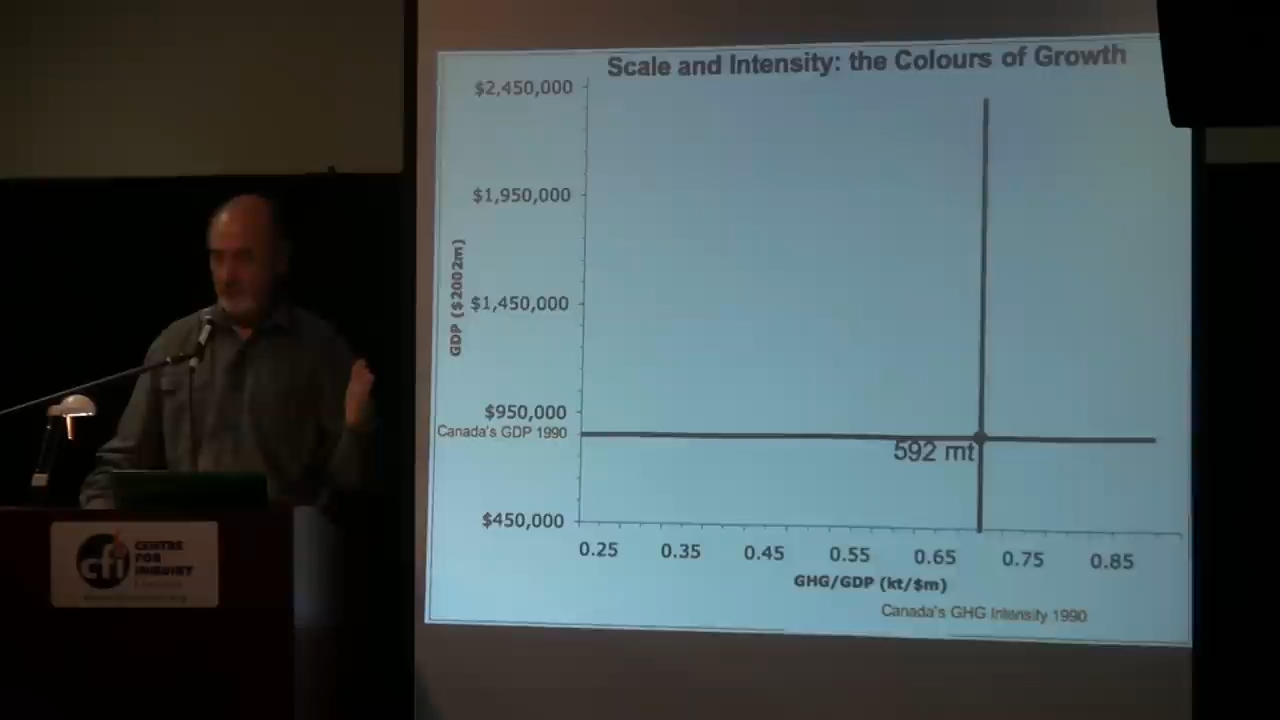 Scale and Intensity: the Colours of Growth
$2,450,000
$1,950,000
$1,450,000
$950,000
Canada's GDP 1990
$450,000
GDP ($2002m)
592 mt
0.25 0.35 0.45 0.55 0.65 0.75 0.85
GHG/GDP (kt/$m)
Canada's GHG Intensity 1990
cfi
CENTRE
FOR
INQUIRY